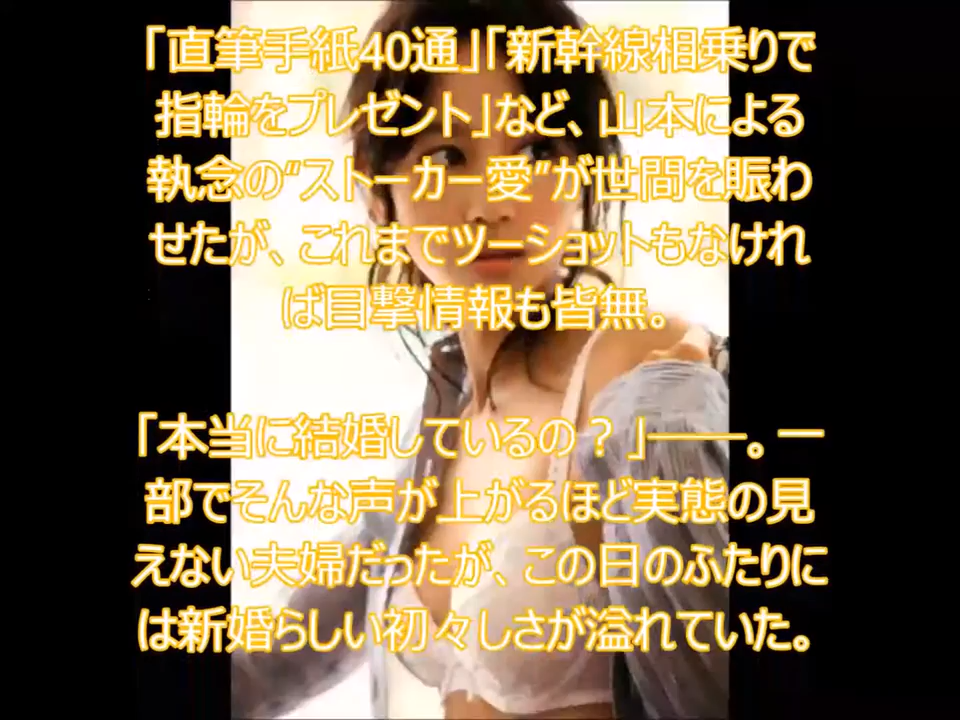 「直筆手紙40通」「新幹線相乗りで
指輪をプレゼント」など、山本による
執念の“ストーカー愛”が世間を賑わ
せたが、これまでツーショットもなけれ
ば目撃情報も皆無。
「本当に結婚しているの？」――。一
部でそんな声が上がるほど実態の見
えない夫婦だったが、この日のふたりに
は新婚らしい初々しさが溢れていた。